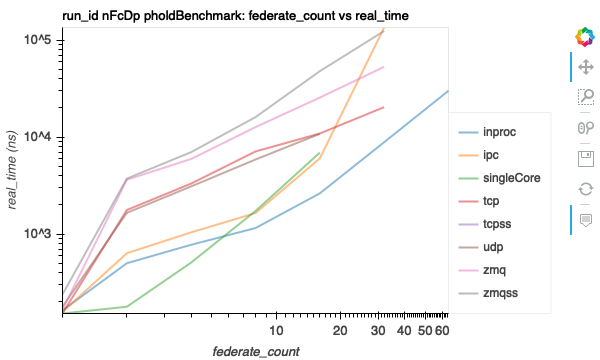 run_id nFcDp pholdBenchmark: federate_count vs real_time
10^5
10^4
10^3
real_time (ns)
10
20
30
40
50
60
federate_count
inproc
ipc
singleCore
tcp
tcpss
udp
zmq
zmqss